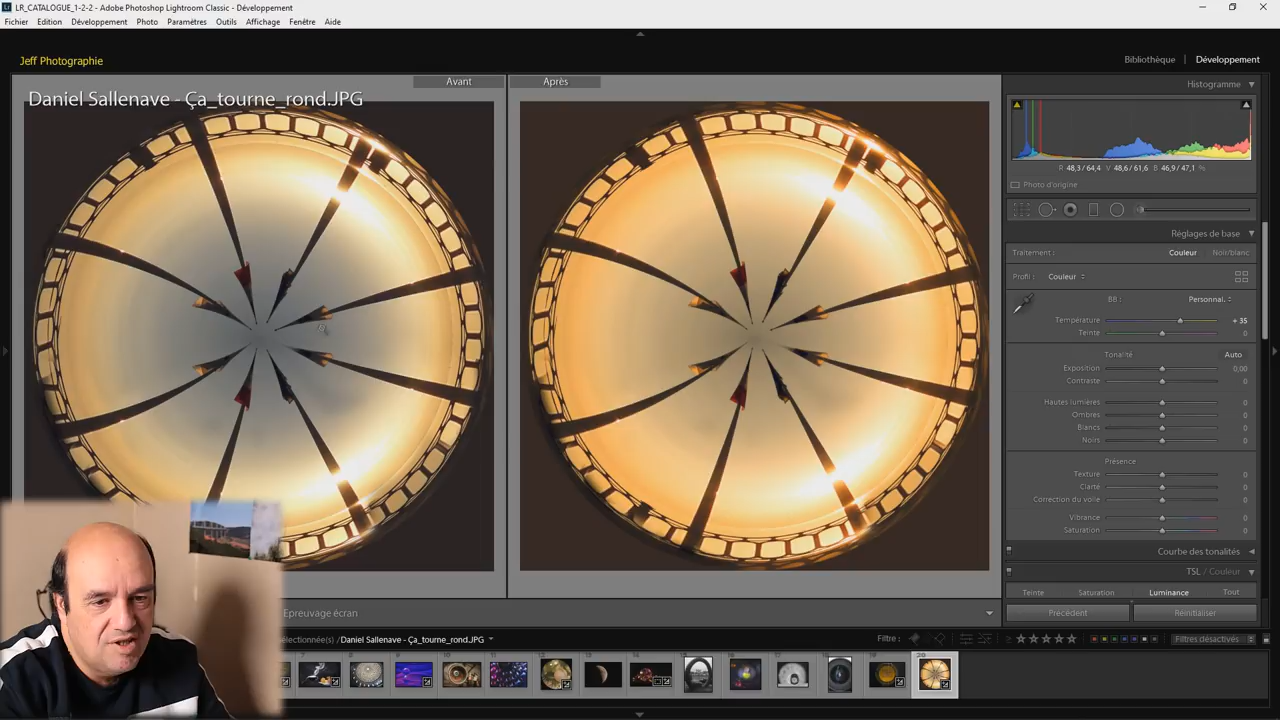 LR_CATALOGUE_1-2-2 - Adobe Photoshop Lightroom Classic - Développement
Fichier Edition Développement Photo Paramètres Outils Affichage Fenêtre Aide
Jeff Photographie
Bibliothèque | Développement
Avant
Après
Daniel Sallenave - Ça_tourne_rond.JPG
Histogramme
R 48,3 / 64,4 V 48,6 / 61,6 B 46,9 / 47,1 %
Photo d'origine
Réglages de base
Traitement : Couleur Noir/blanc
Profil : Couleur
BB : Personnal.
Température + 35
Teinte 0
Tonalité Auto
Exposition 0,00
Contraste 0
Hautes lumières 0
Ombres 0
Blancs 0
Noirs 0
Présence
Texture 0
Clarté 0
Correction du voile 0
Vibrance 0
Saturation 0
Courbe des tonalités
TSL / Couleur
Teinte Saturation Luminance Tout
Epreuvage écran
Précédent Réinitialiser
électionnée(s) /Daniel Sallenave - Ça_tourne_rond.JPG
Filtre :
Filtres désactivés